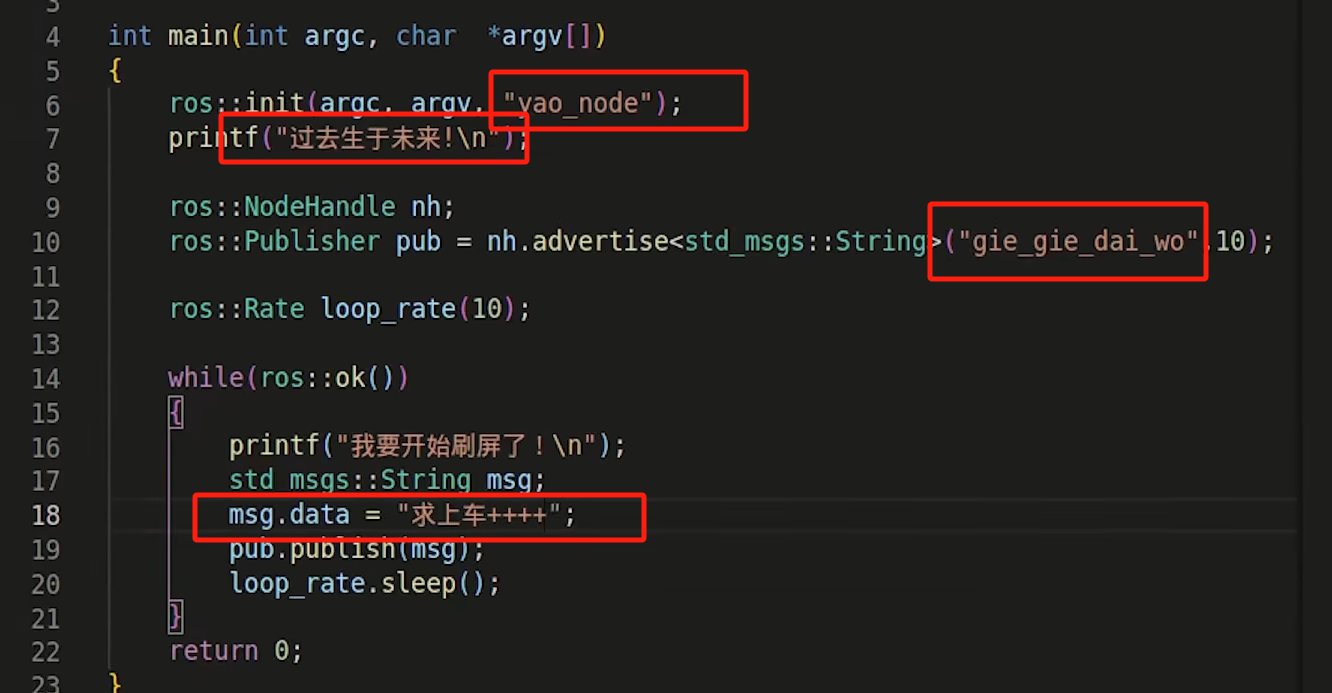 3
4 int main(int argc, char  *argv[])
5 {
6 ros::init(argc, argv, "yao_node");
7 printf("过去生于未来!\n");
8
9 ros::NodeHandle nh;
10 ros::Publisher pub = nh.advertise<std_msgs::String>("gie_gie_dai_wo",10);
11
12 ros::Rate loop_rate(10);
13
14 while(ros::ok())
15 {
16 printf("我要开始刷屏了！\n");
17 std_msgs::String msg;
18 msg.data = "求上车++++";
19 pub.publish(msg);
20 loop_rate.sleep();
21 }
22 return 0;
23 }